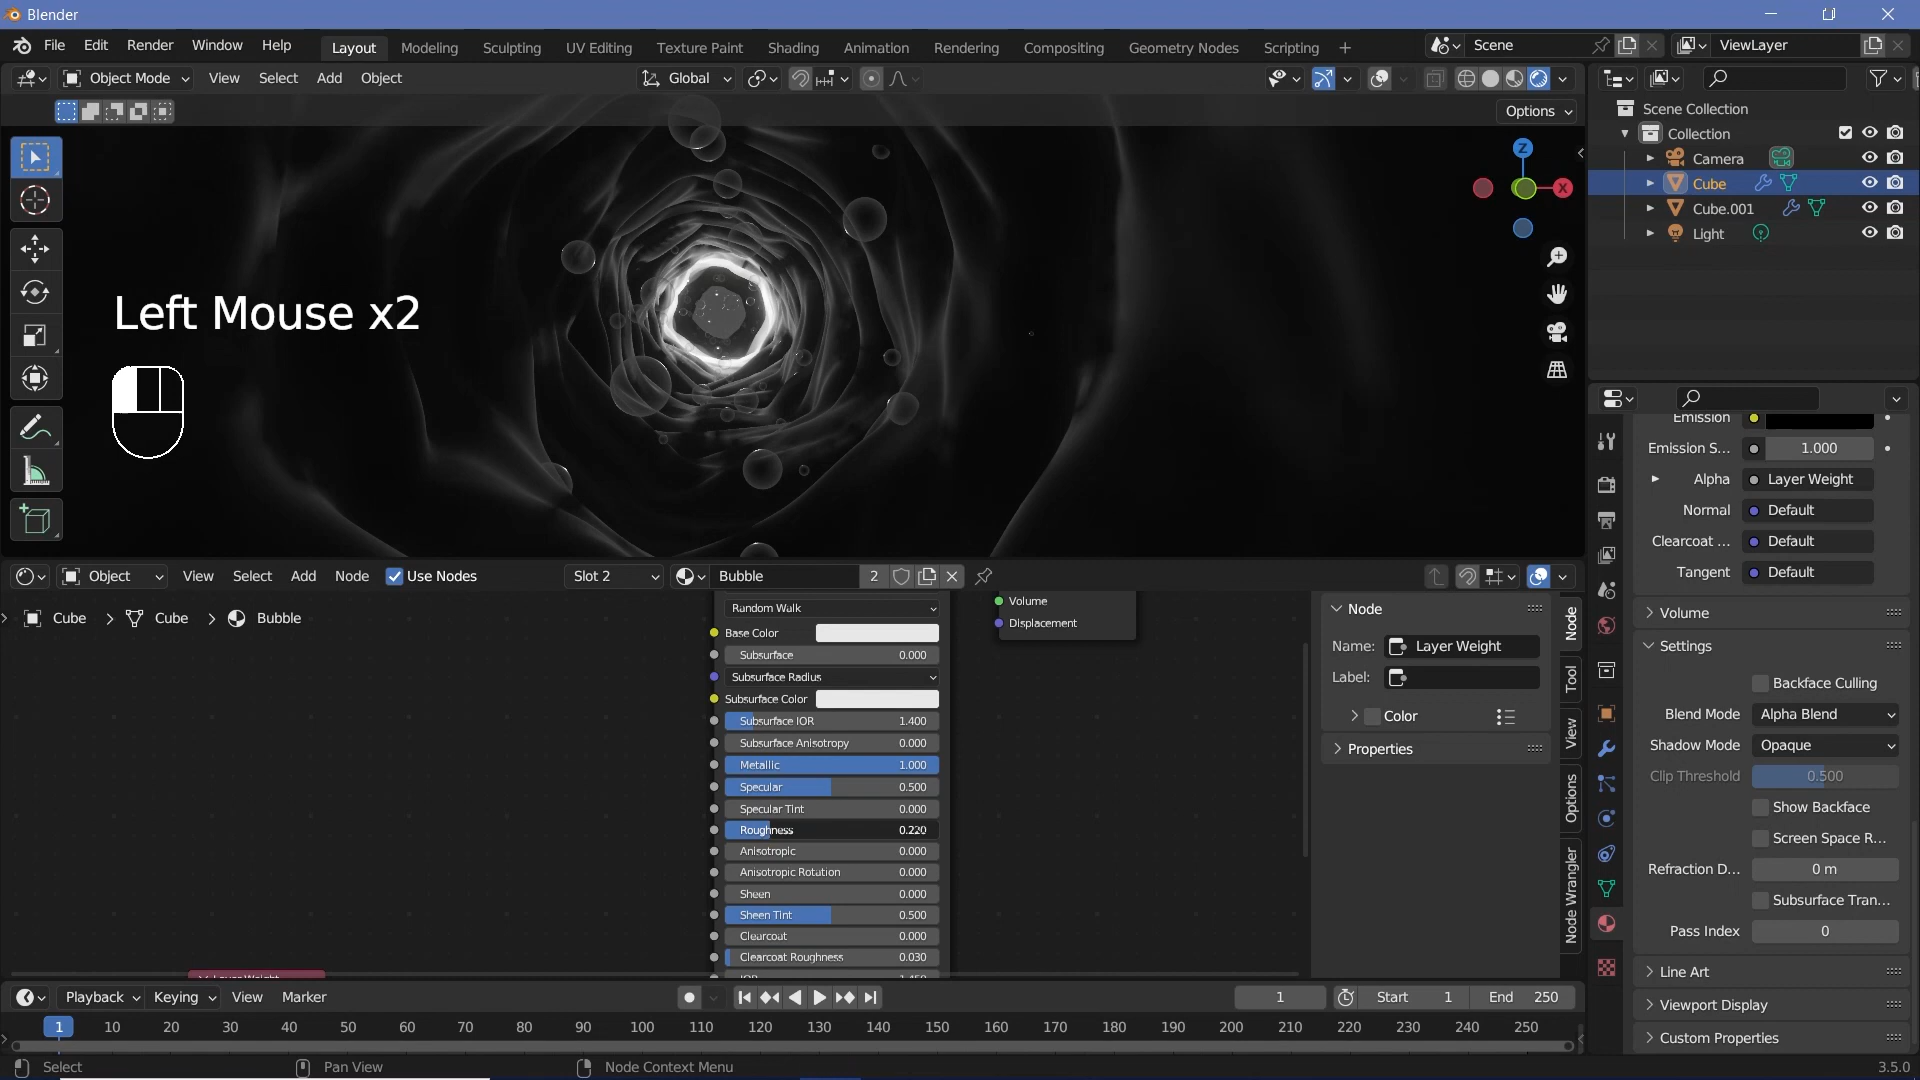 Blender
File Edit Render Window Help Layout Modeling Sculpting UV Editing Texture Paint Shading Animation Rendering Compositing Geometry Nodes Scripting + Scene ViewLayer
Object Mode View Select Add Object Global
Options
Z
X
Left Mouse x2
Scene Collection
Collection
Camera
Cube
Cube.001
Light
Emission
Emission S... 1.000
Alpha Layer Weight
Normal Default
Clearcoat ... Default
Tangent Default
Volume
Settings
Backface Culling
Blend Mode Alpha Blend
Shadow Mode Opaque
Clip Threshold 0.500
Show Backface
Screen Space R...
Refraction D... 0 m
Subsurface Tran...
Pass Index 0
Line Art
Viewport Display
Custom Properties
Object View Select Add Node Use Nodes Slot 2 Bubble 2
Cube > Cube > Bubble
Random Walk
Base Color
Subsurface 0.000
Subsurface Radius
Subsurface Color
Subsurface IOR 1.400
Subsurface Anisotropy 0.000
Metallic 1.000
Specular 0.500
Specular Tint 0.000
Roughness 0.220
Anisotropic 0.000
Anisotropic Rotation 0.000
Sheen 0.000
Sheen Tint 0.500
Clearcoat 0.000
Clearcoat Roughness 0.030
IOR 1.450
Layer Weight
Volume
Displacement
Node
Name: Layer Weight
Label:
Color
Properties
Node
Tool
View
Options
Node Wrangler
Playback Keying View Marker 1 Start 1 End 250
1 10 20 30 40 50 60 70 80 90 100 110 120 130 140 150 160 170 180 190 200 210 220 230 240 250
Select Pan View Node Context Menu 3.5.0